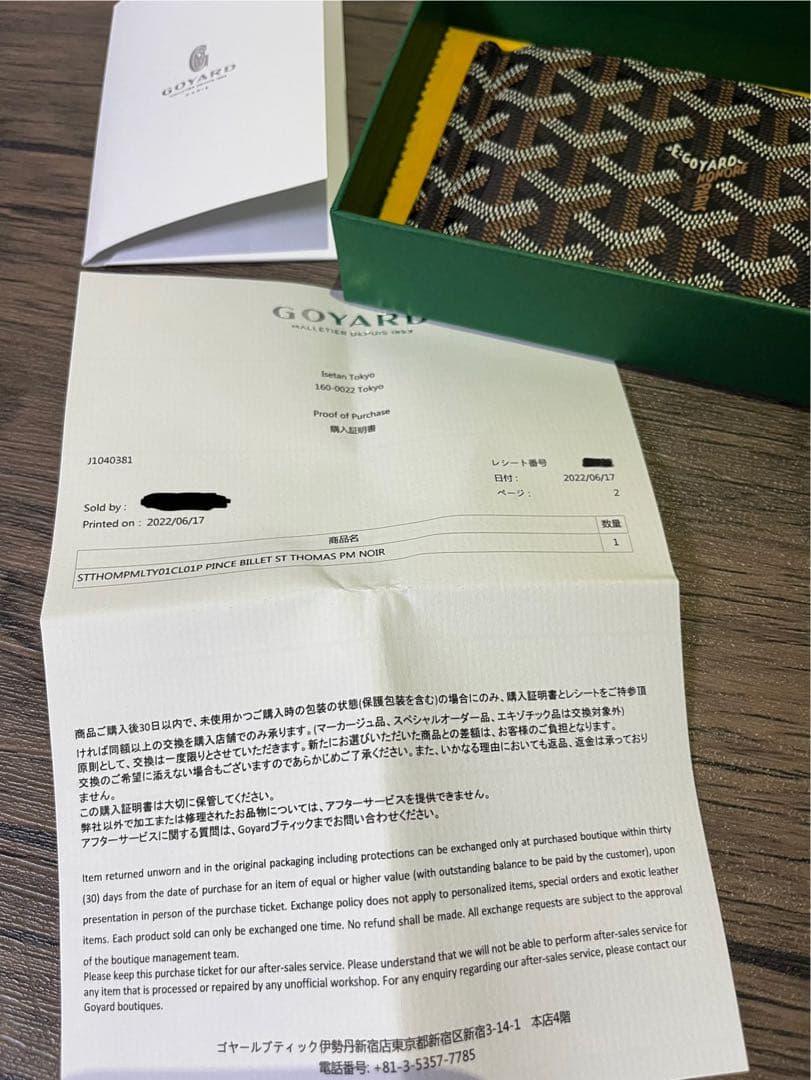 GOYARD
PARIS
E.GOYARD
HONORE
GOYARD
MALLETIER DEPUIS 1853
Isetan Tokyo
160-0022 Tokyo
Proof of Purchase
購入証明書
J1040381
レシート番号
日付: 2022/06/17
ページ: 2
Sold by :
Printed on : 2022/06/17
商品名 数量
STTHOMPMLTY01CL01P PINCE BILLET ST THOMAS PM NOIR 1
商品ご購入後30日以内で、未使用かつご購入時の包装の状態(保護包装を含む)の場合にのみ、購入証明書とレシートをご持参頂
ければ同額以上の交換を購入店舗でのみ承ります。(マーカージュ品、スペシャルオーダー品、エキゾチック品は交換対象外)
原則として、交換は一度限りとさせていただきます。新たにお選びいただいた商品との差額は、お客様のご負担となります。
交換のご希望に添えない場合もございますのであらかじめご了承ください。また、いかなる理由においても返品、返金は承っており
ません。
この購入証明書は大切に保管してください。
弊社以外で加工または修理されたお品物については、アフターサービスを提供できません。
アフターサービスに関する質問は、Goyardブティックまでお問い合わせください。
Item returned unworn and in the original packaging including protections can be exchanged only at purchased boutique within thirty
(30) days from the date of purchase for an item of equal or higher value (with outstanding balance to be paid by the customer), upon
presentation in person of the purchase ticket. Exchange policy does not apply to personalized items, special orders and exotic leather
items. Each product sold can only be exchanged one time. No refund shall be made. All exchange requests are subject to the approval
of the boutique management team.
Please keep this purchase ticket for our after-sales service. Please understand that we will not be able to perform after-sales service for
any item that is processed or repaired by any unofficial workshop. For any enquiry regarding our after-sales service, please contact our
Goyard boutiques.
ゴヤールブティック伊勢丹新宿店東京都新宿区新宿3-14-1 本店4階
電話番号: +81-3-5357-7785